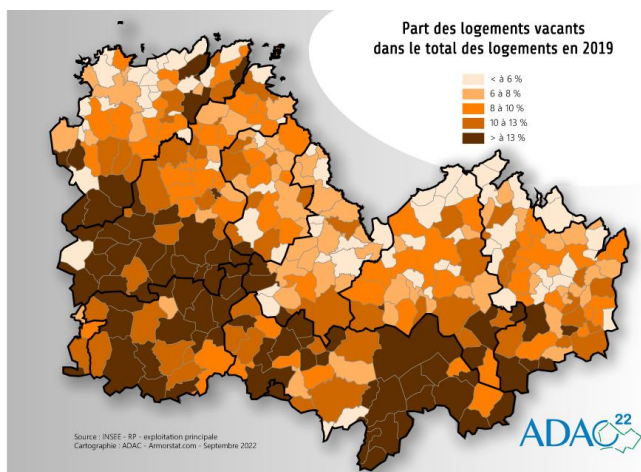 Part des logements vacants
dans le total des logements en 2019
< à 6 %
6 à 8 %
8 à 10 %
10 à 13 %
> à 13 %
Source : INSEE - RP - exploitation principale
Cartographie : ADAC - Armorstat.com - Septembre 2022
ADAC 22